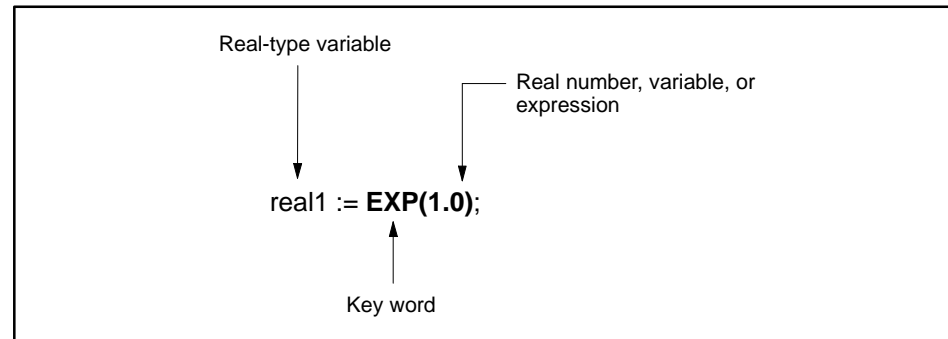 Real-type variable
Real number, variable, or
expression
real1 := EXP(1.0);
Key word